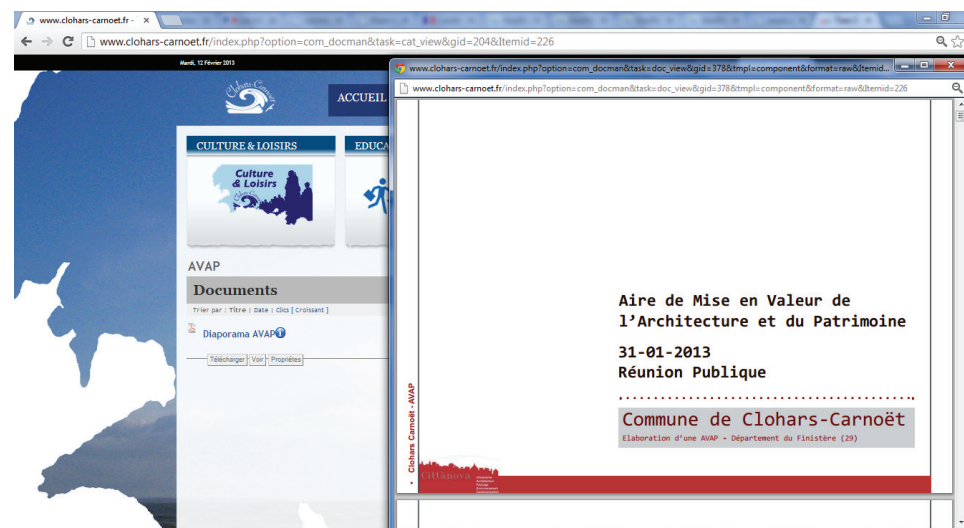 www.clohars-carnoet.fr -
www.clohars-carnoet.fr/index.php?option=com_docman&task=cat_view&gid=204&Itemid=226
Mardi, 12 Février 2013
Clohars-Carnoët
ACCUEIL
CULTURE & LOISIRS
EDUCA
Culture
& Loisirs
AVAP
Documents
Trier par : Titre | Date | Clics [ Croissant ]
Diaporama AVAP
Télécharger
Voir
Propriétés
www.clohars-carnoet.fr/index.php?option=com_docman&task=doc_view&gid=378&tmpl=component&format=raw&Itemid...
www.clohars-carnoet.fr/index.php?option=com_docman&task=doc_view&gid=378&tmpl=component&format=raw&Itemid=226
Aire de Mise en Valeur de
l'Architecture et du Patrimoine
31-01-2013
Réunion Publique
Commune de Clohars-Carnoët
Elaboration d'une AVAP - Département du Finistère (29)
• Clohars Carnoët - AVAP
Cittànova